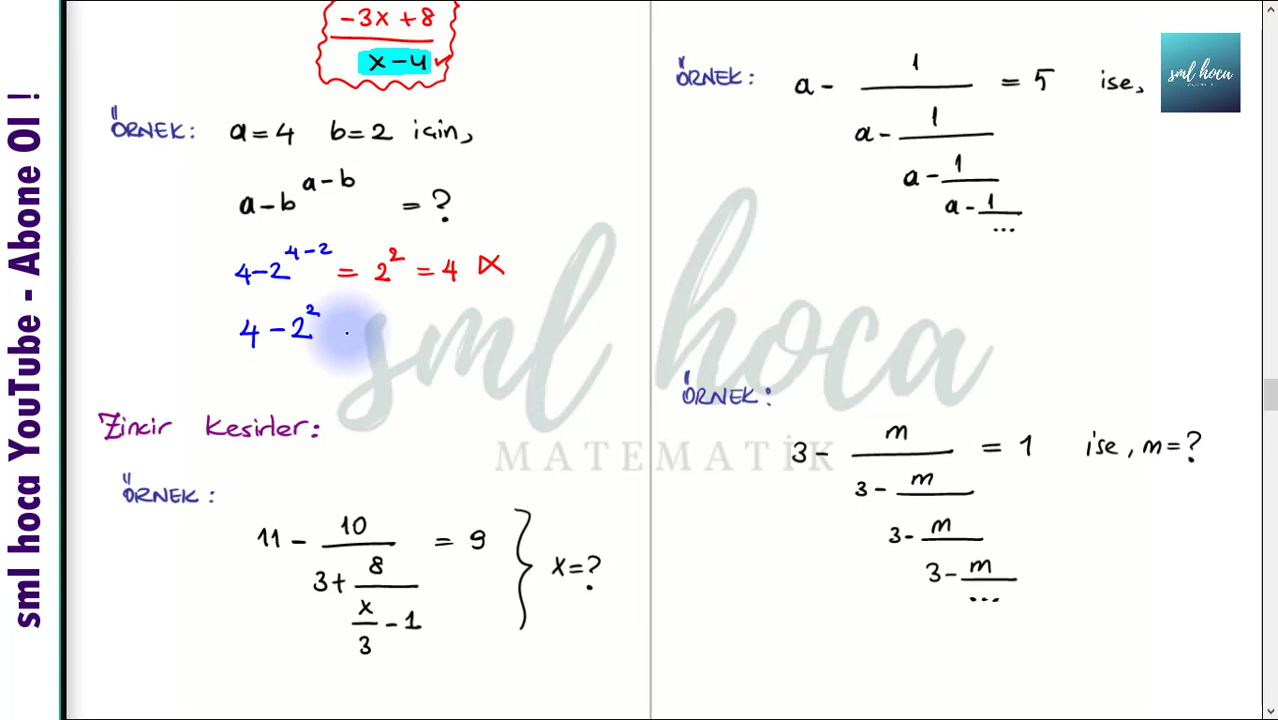 sml hoca YouTube - Abone Ol !
-3x+8
x-4
ÖRNEK: a=4 b=2 için,
a-b^{a-b} = ?
4-2^{4-2} = 2^2 = 4
4-2^2
Zincir Kesirler:
ÖRNEK:
11 - 10
3+ 8
x
3
-1
= 9
x=?
ÖRNEK: a - 1 = 5 ise,
a - 1
a - 1
a - 1
...
ÖRNEK:
3 - m = 1 ise, m=?
3 - m
3 - m
3 - m
...
sml hoca
sml hoca
MATEMATİK